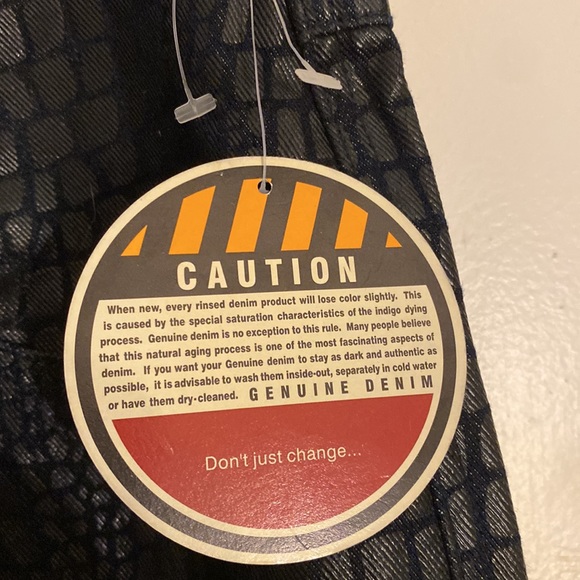 CAUTION
When new, every rinsed denim product will lose color slightly. This
is caused by the special saturation characteristics of the indigo dying
process. Genuine denim is no exception to this rule. Many people believe
that this natural aging process is one of the most fascinating aspects of
denim. If you want your Genuine denim to stay as dark and authentic as
possible, it is advisable to wash them inside-out, separately in cold water
or have them dry-cleaned. GENUINE DENIM
Don't just change...